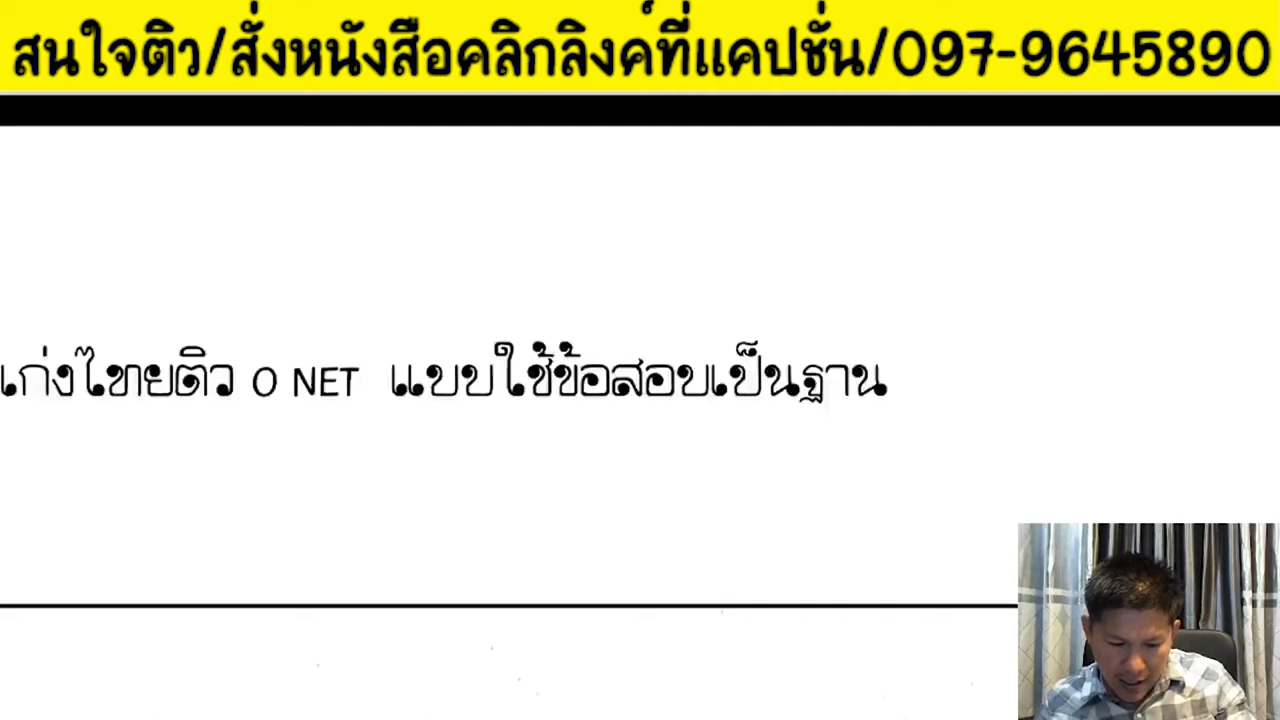 สนใจติว/สั่งหนังสือคลิกลิงค์ที่แคปชั่น/097-9645890
เก่งไทยติว O NET แบบใช้ข้อสอบเป็นฐาน